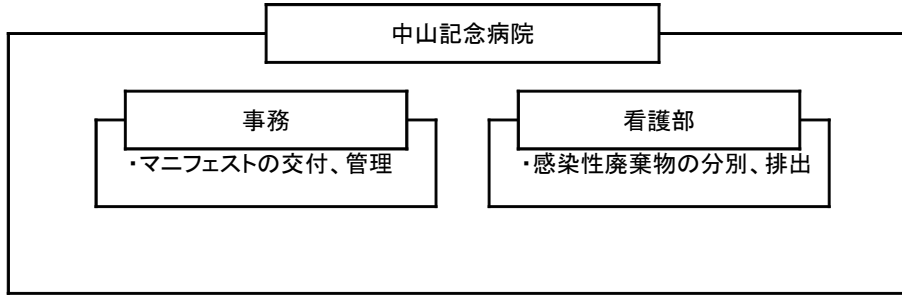 中山記念病院
事務
・マニフェストの交付、管理
看護部
・感染性廃棄物の分別、排出